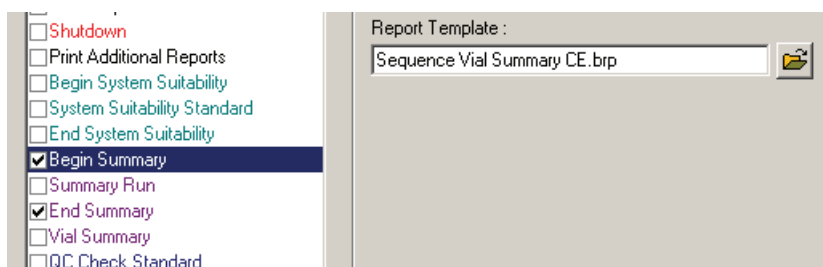 Shutdown
Print Additional Reports
Begin System Suitability
System Suitability Standard
End System Suitability
Begin Summary
Summary Run
End Summary
Vial Summary
QC Check Standard
Report Template :
Sequence Vial Summary CE.brp